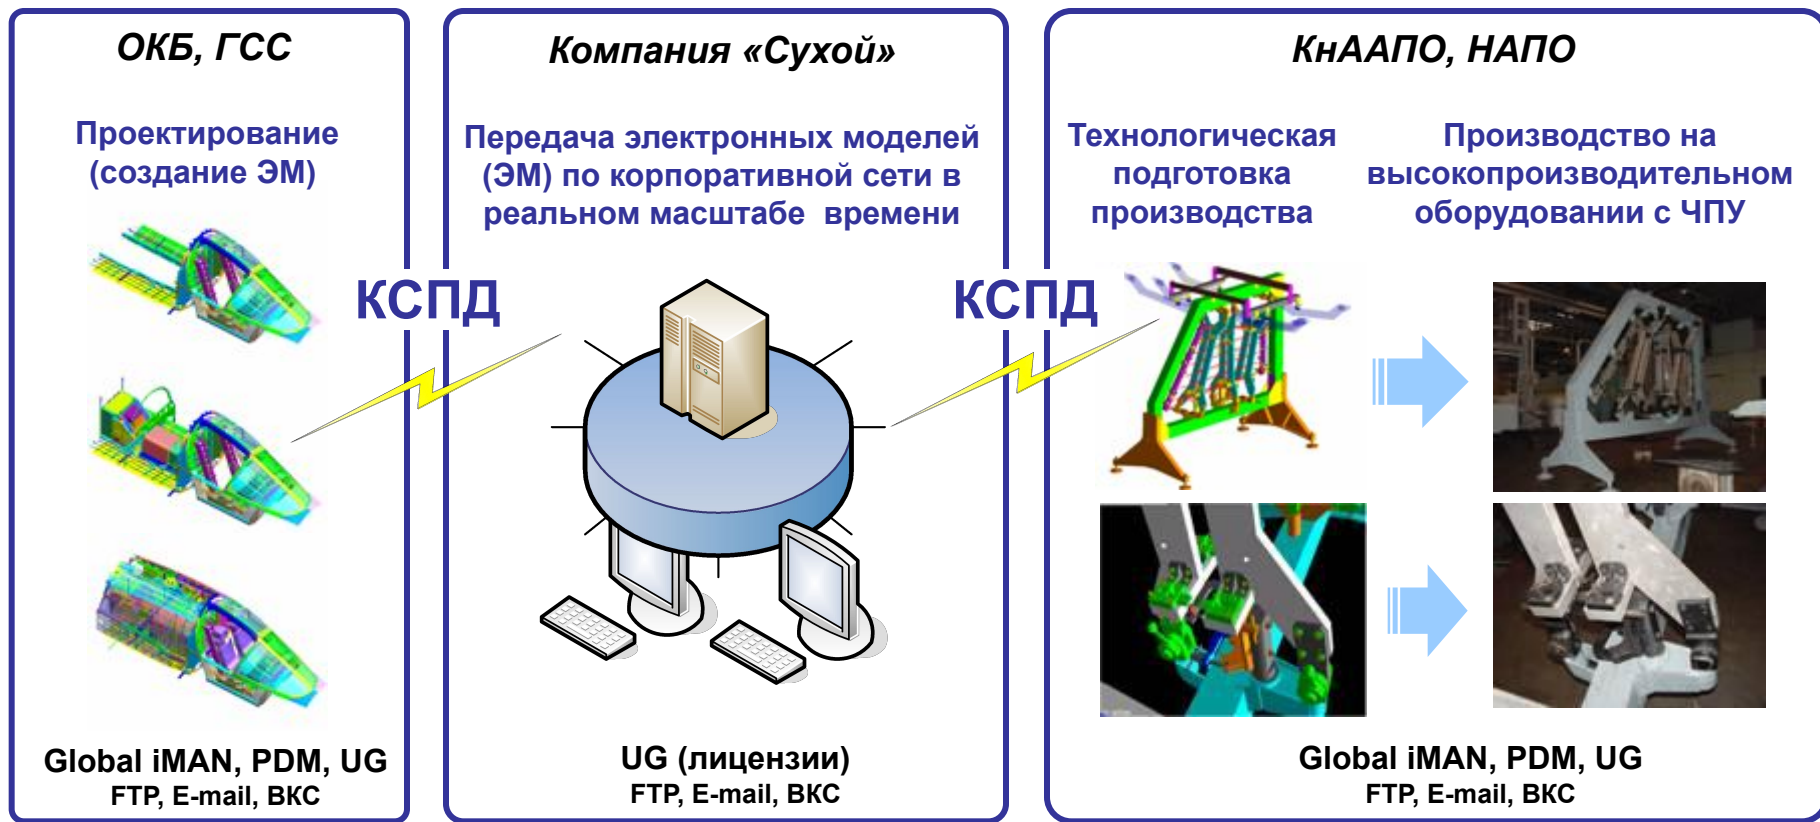 ОКБ, ГСС
Проектирование
(создание ЭМ)
Global iMAN, PDM, UG
FTP, E-mail, ВКС
КСПД
Компания «Сухой»
Передача электронных моделей
(ЭМ) по корпоративной сети в
реальном масштабе времени
UG (лицензии)
FTP, E-mail, ВКС
КСПД
КнААПО, НАПО
Технологическая
подготовка
производства
Производство на
высокопроизводительном
оборудовании с ЧПУ
Global iMAN, PDM, UG
FTP, E-mail, ВКС